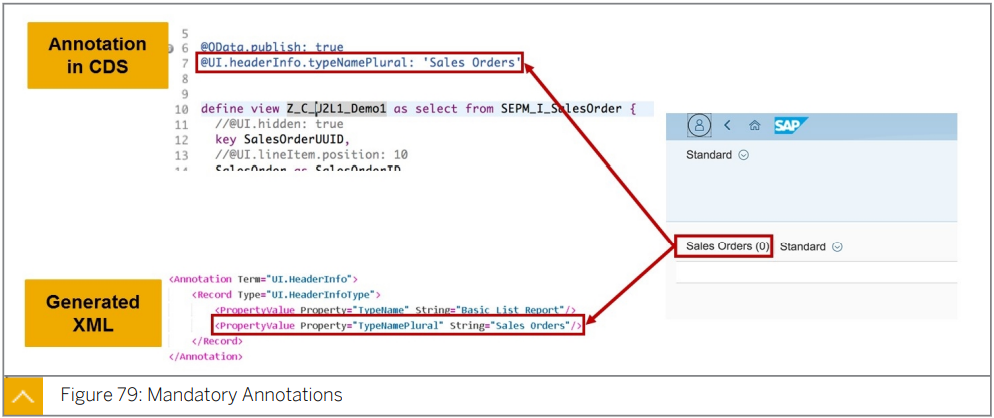 Annotation
in CDS
5
6 @OData.publish: true
7 @UI.headerInfo.typeNamePlural: 'Sales Orders'
8
9
10 define view Z_C_U2L1_Demo1 as select from SEPM_I_SalesOrder {
11 //@UI.hidden: true
12 key SalesOrderUUID,
13 //@UI.lineItem.position: 10
14 SalesOrder as SalesOrderID
SAP
Standard
Sales Orders (0) Standard
Generated
XML
<Annotation Term="UI.HeaderInfo">
<Record Type="UI.HeaderInfoType">
<PropertyValue Property="TypeName" String="Basic List Report"/>
<PropertyValue Property="TypeNamePlural" String="Sales Orders"/>
</Record>
</Annotation>
Figure 79: Mandatory Annotations